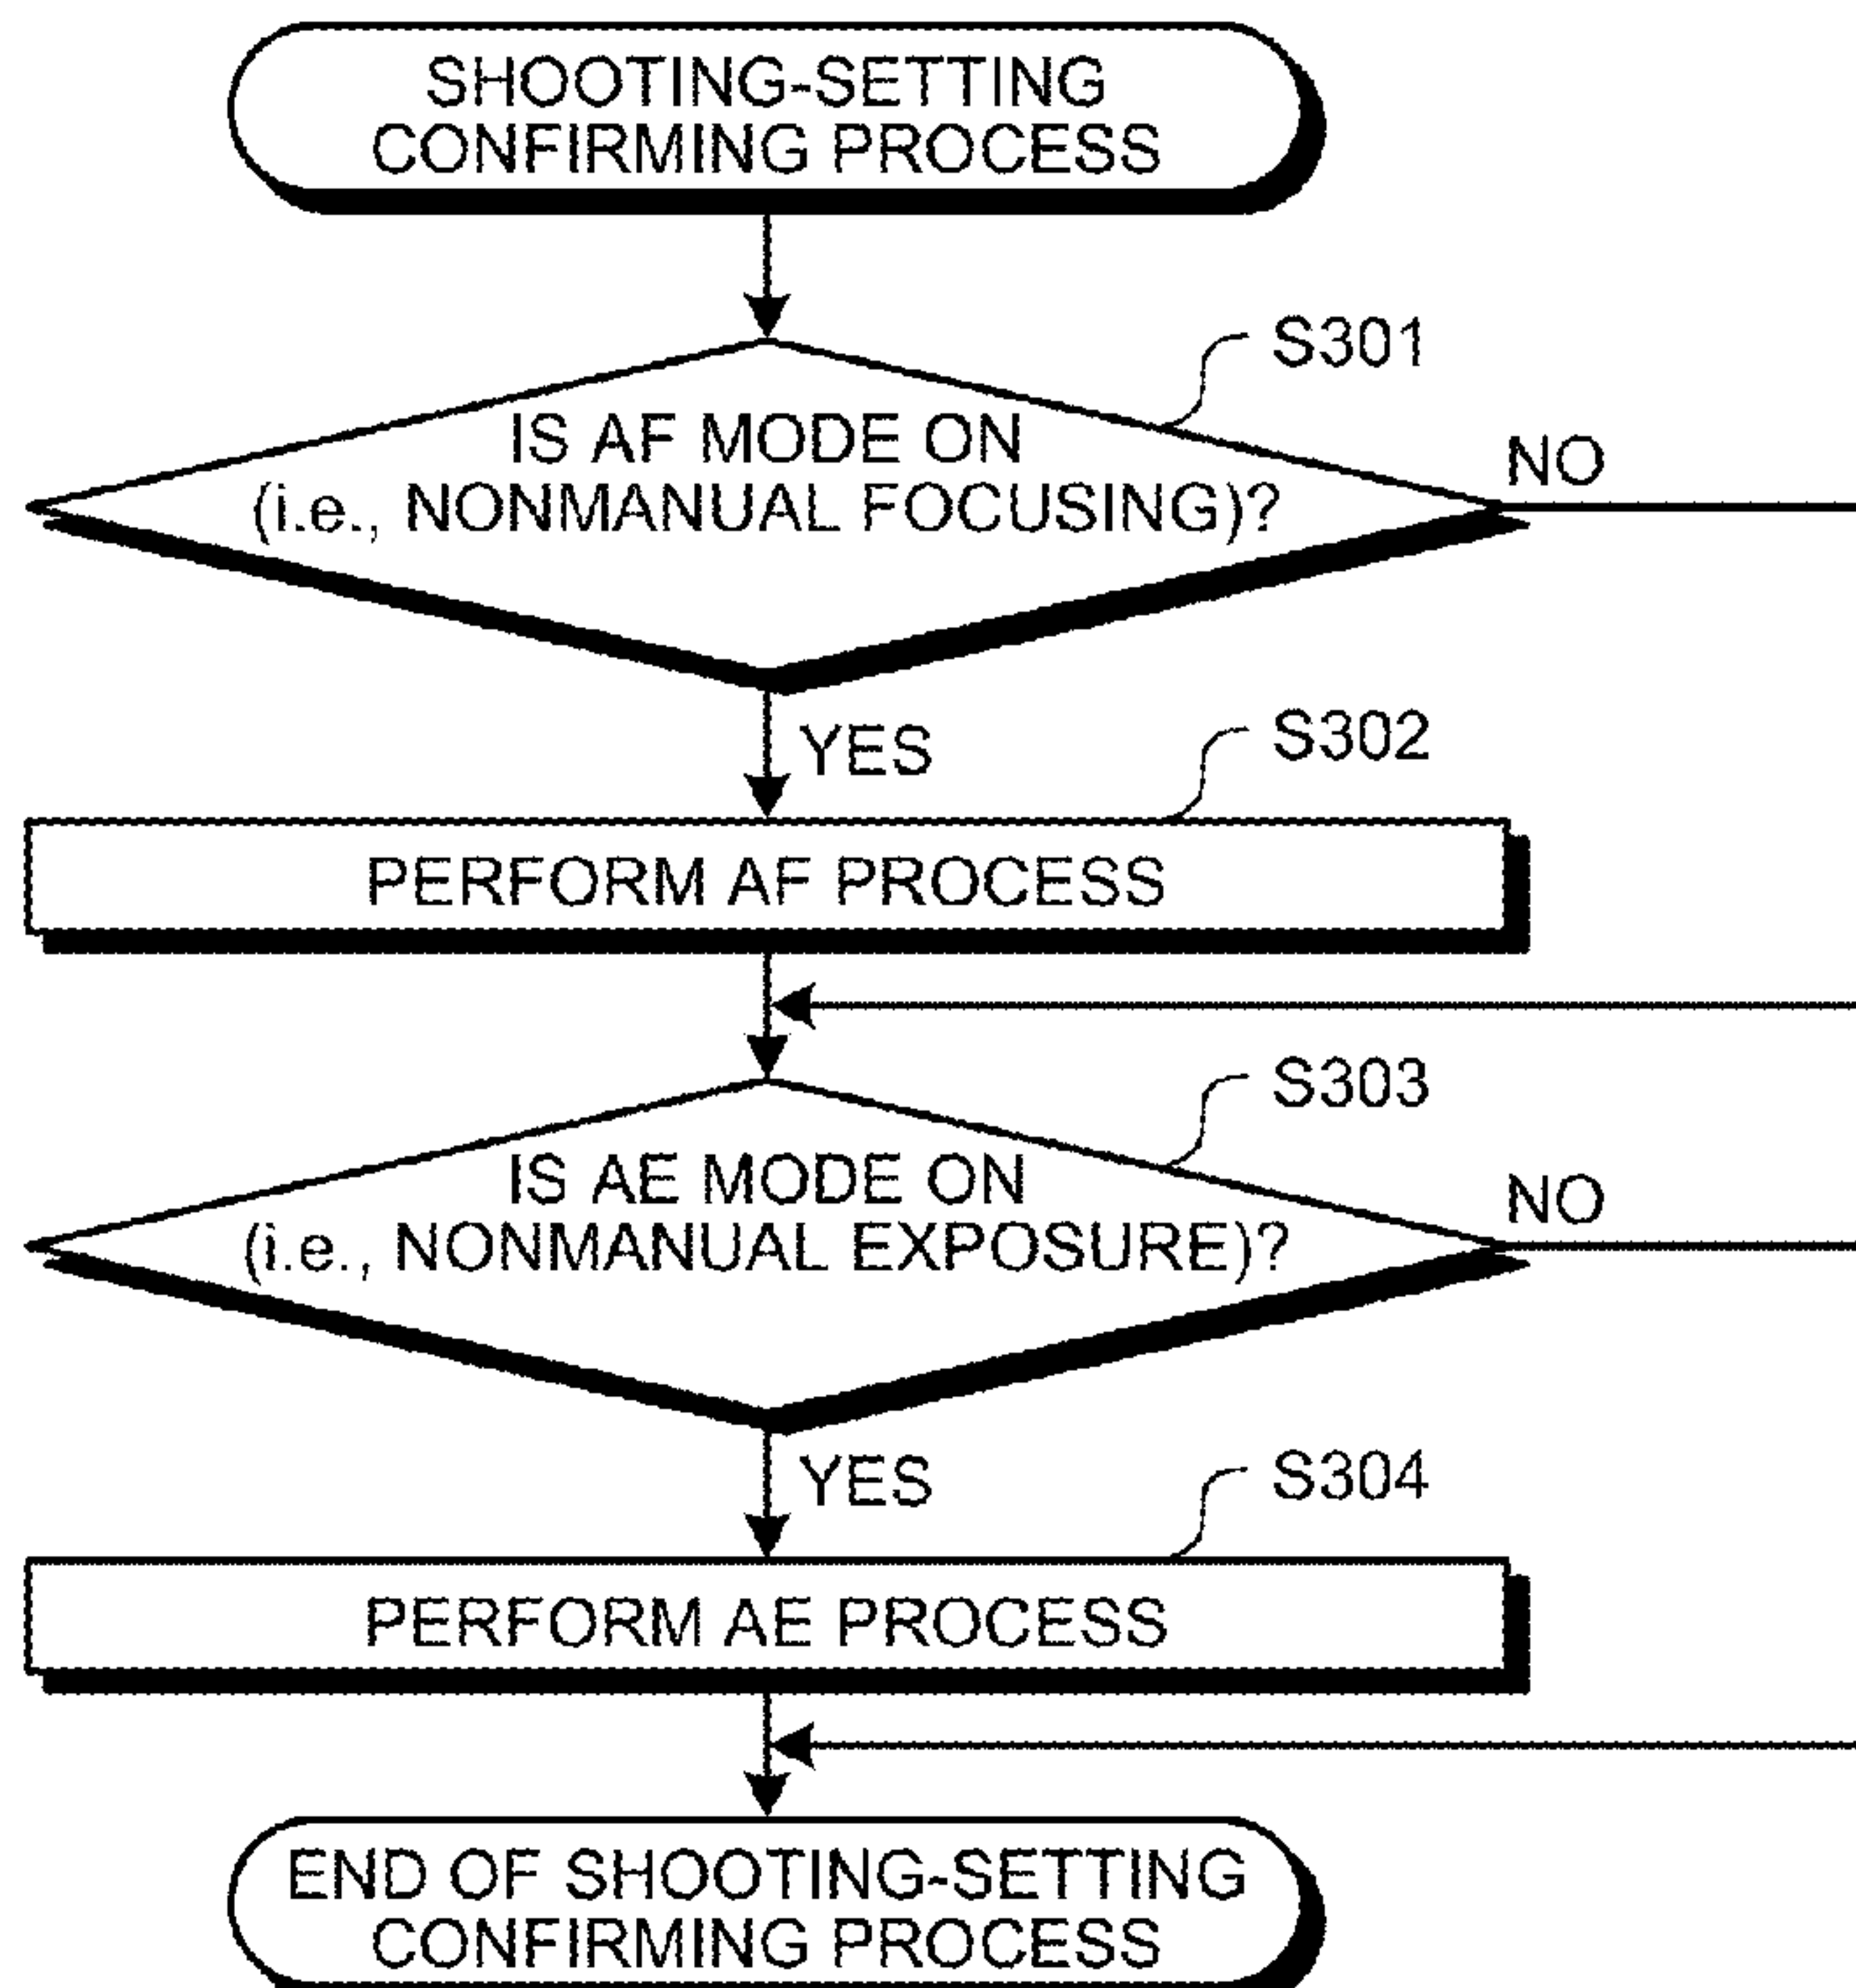 SHOOTING-SETTING
CONFIRMING PROCESS
S301
IS AF MODE ON
(i.e., NONMANUAL FOCUSING)?
NO
YES
S302
PERFORM AF PROCESS
S303
IS AE MODE ON
(i.e., NONMANUAL EXPOSURE)?
NO
YES
S304
PERFORM AE PROCESS
END OF SHOOTING-SETTING
CONFIRMING PROCESS